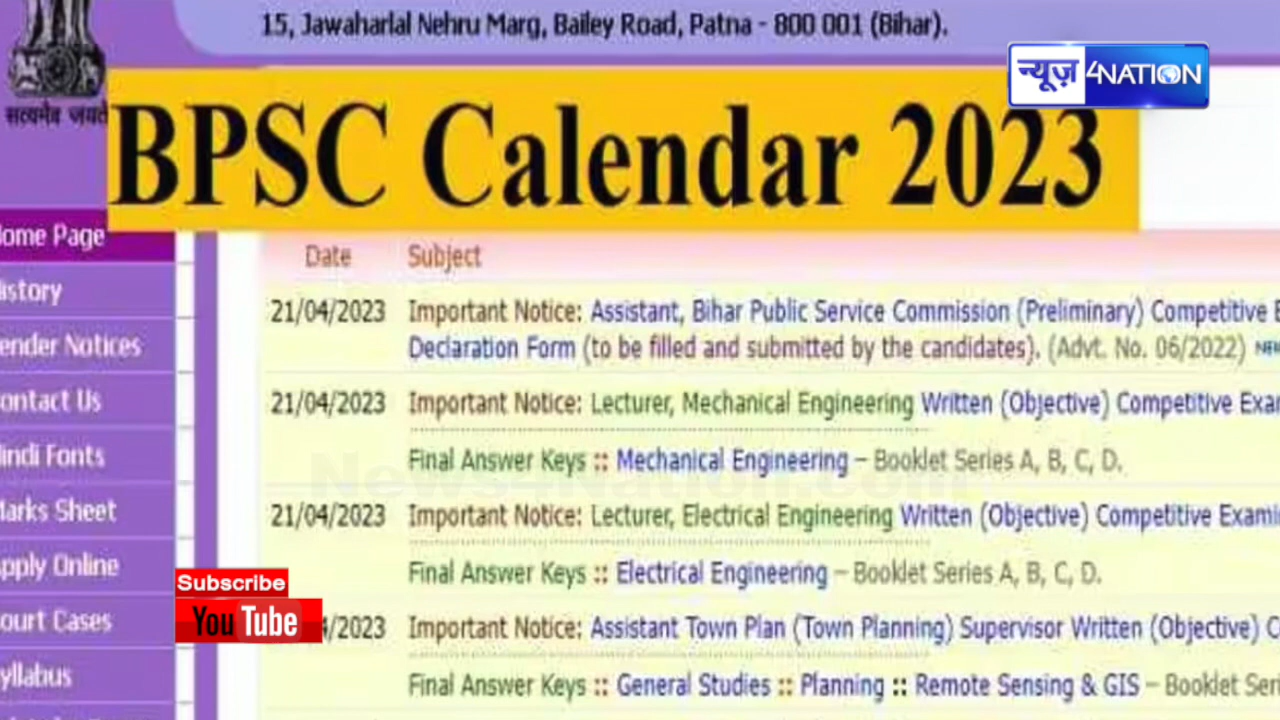 15, Jawaharlal Nehru Marg, Bailey Road, Patna - 800 001 (Bihar).
न्यूज़ 4NATION
सत्यमेव जयते
BPSC Calendar 2023
ome Page
istory
ender Notices
ontact Us
indi Fonts
arks Sheet
pply Online
ourt Cases
yllabus
Date Subject
21/04/2023 Important Notice: Assistant, Bihar Public Service Commission (Preliminary) Competitive E
Declaration Form (to be filled and submitted by the candidates). (Advt. No. 06/2022) NEW
21/04/2023 Important Notice: Lecturer, Mechanical Engineering Written (Objective) Competitive Exa
Final Answer Keys :: Mechanical Engineering – Booklet Series A, B, C, D.
News4Nation.com
21/04/2023 Important Notice: Lecturer, Electrical Engineering Written (Objective) Competitive Exami
Final Answer Keys :: Electrical Engineering – Booklet Series A, B, C, D.
Subscribe
YouTube
4/2023 Important Notice: Assistant Town Plan (Town Planning) Supervisor Written (Objective) C
Final Answer Keys :: General Studies :: Planning :: Remote Sensing & GIS – Booklet Seri